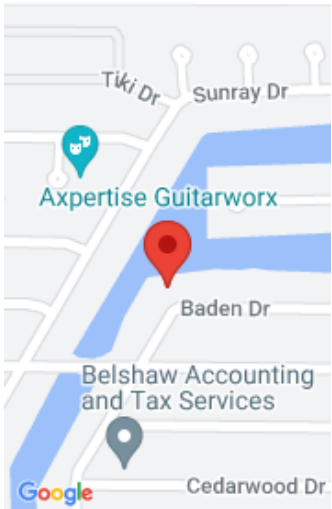 Tiki Dr
Sunray Dr
Axpertise Guitarworx
Baden Dr
Belshaw Accounting
and Tax Services
Google
Cedarwood Dr